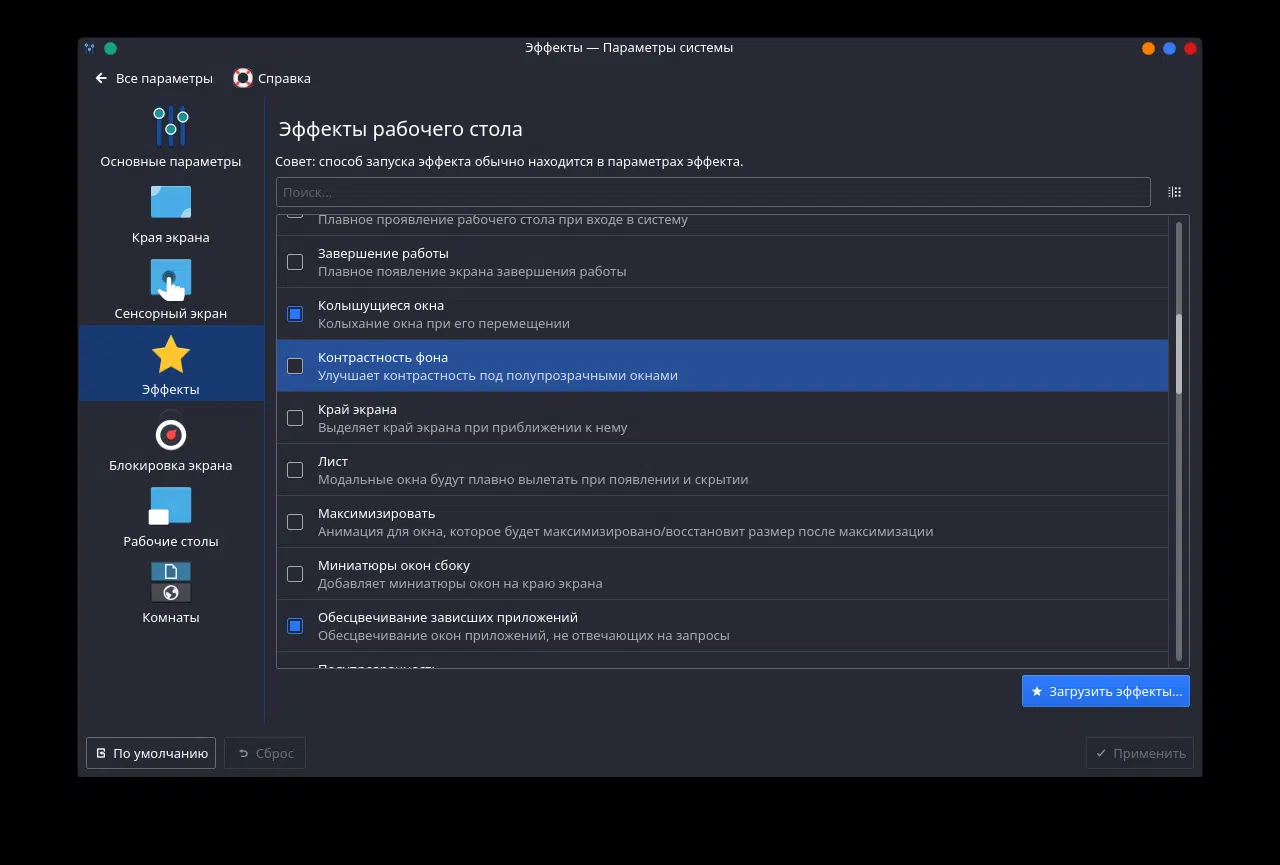 Эффекты — Параметры системы
Все параметры
Справка
Основные параметры
Края экрана
Сенсорный экран
Эффекты
Блокировка экрана
Рабочие столы
Комнаты
Эффекты рабочего стола
Совет: способ запуска эффекта обычно находится в параметрах эффекта.
Поиск...
Плавное проявление рабочего стола при входе в систему
Завершение работы
Плавное появление экрана завершения работы
Колышущиеся окна
Колыхание окна при его перемещении
Контрастность фона
Улучшает контрастность под полупрозрачными окнами
Край экрана
Выделяет край экрана при приближении к нему
Лист
Модальные окна будут плавно вылетать при появлении и скрытии
Максимизировать
Анимация для окна, которое будет максимизировано/восстановит размер после максимизации
Миниатюры окон сбоку
Добавляет миниатюры окон на краю экрана
Обесцвечивание зависших приложений
Обесцвечивание окон приложений, не отвечающих на запросы
Полупрозрачность
Загрузить эффекты...
По умолчанию
Сброс
Применить